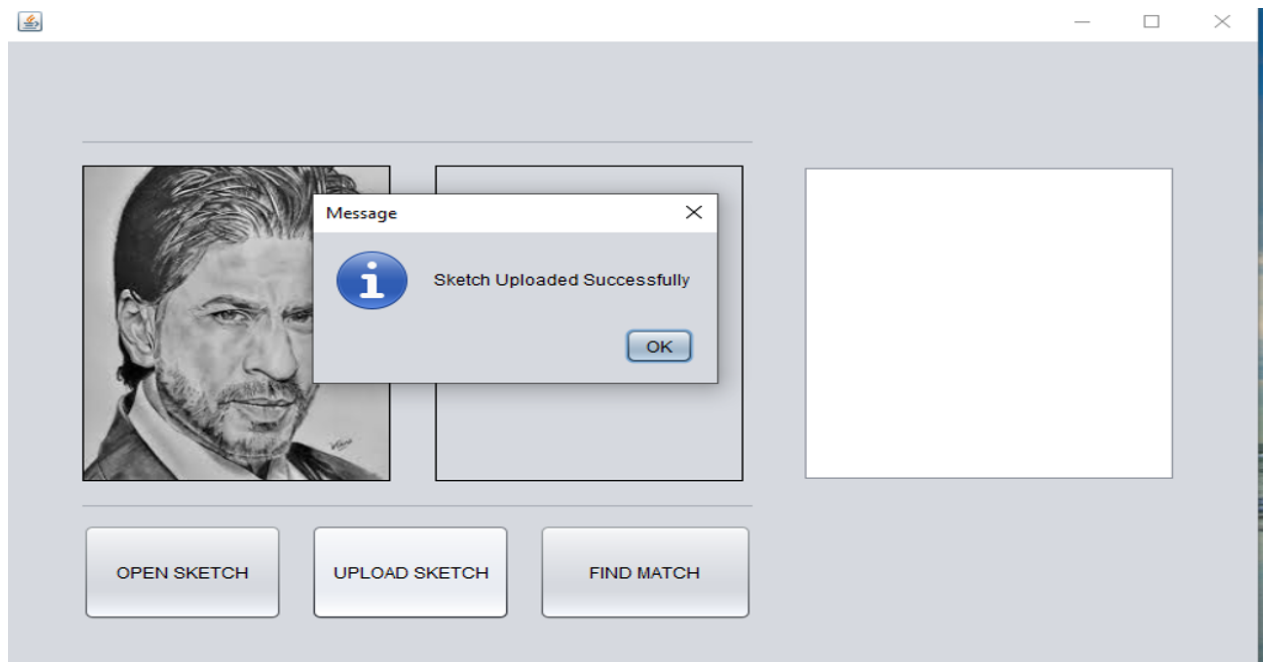 Message
Sketch Uploaded Successfully
OK
OPEN SKETCH
UPLOAD SKETCH
FIND MATCH